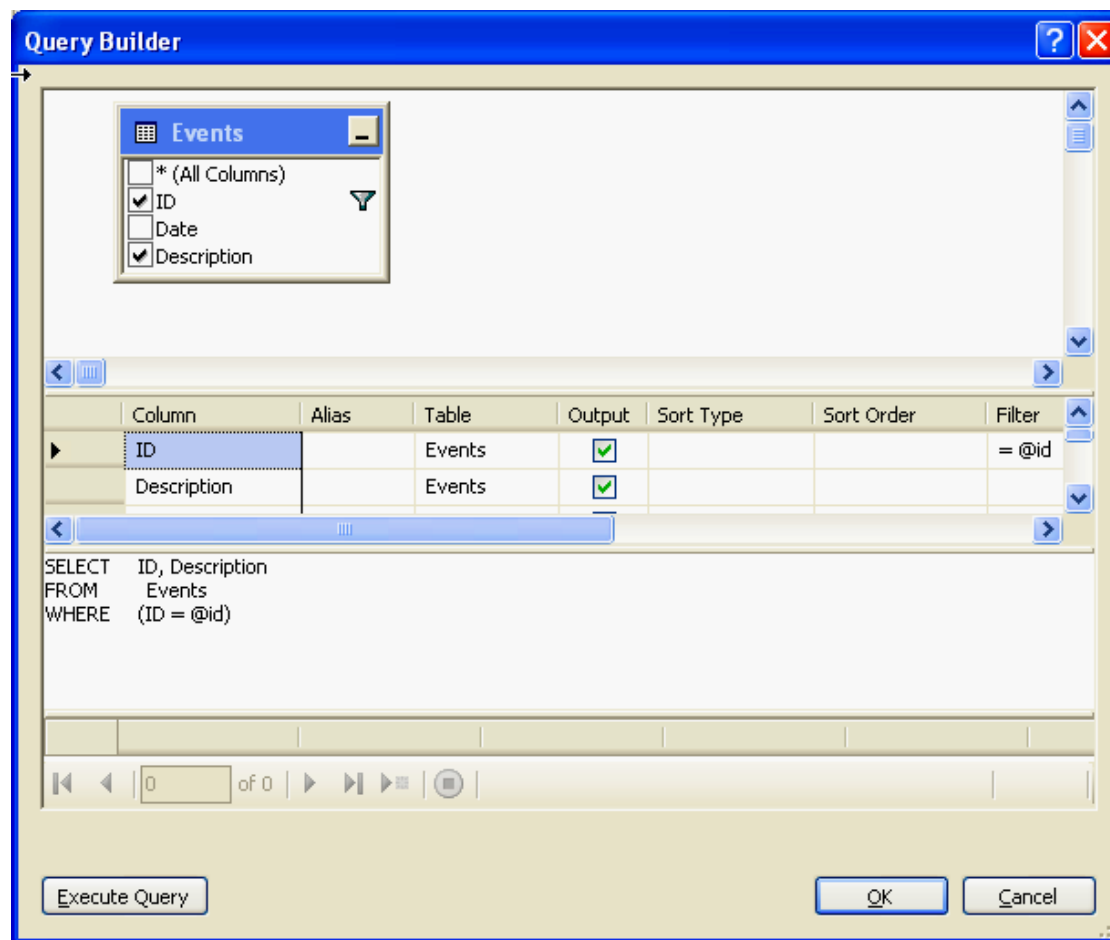 Query Builder
Events
* (All Columns)
ID
Date
Description
Column Alias Table Output Sort Type Sort Order Filter
ID Events = @id
Description Events
SELECT ID, Description
FROM Events
WHERE (ID = @id)
0 of 0
Execute Query OK Cancel